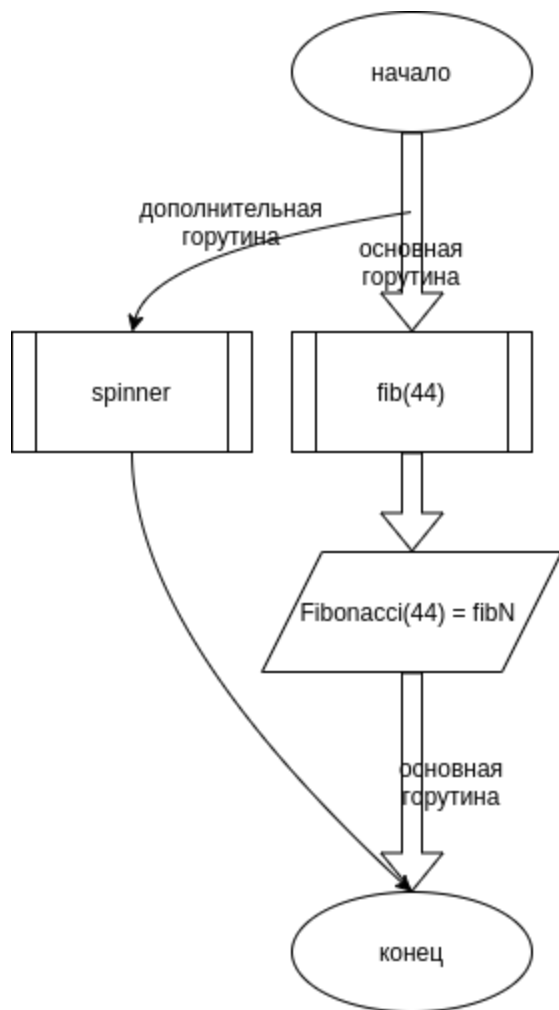 начало
дополнительная
горутина
основная
горутина
spinner
fib(44)
Fibonacci(44) = fibN
основная
горутина
конец